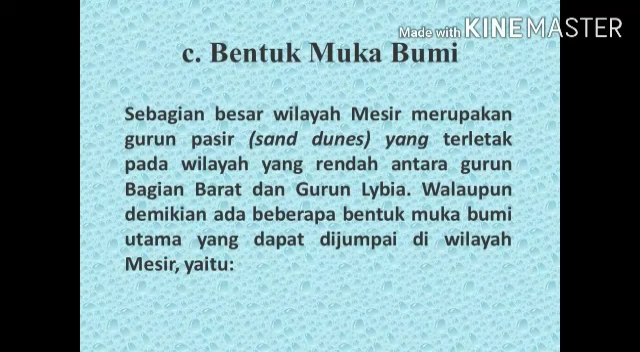 Made with KINEMASTER
c. Bentuk Muka Bumi
Sebagian besar wilayah Mesir merupakan
gurun pasir (sand dunes) yang terletak
pada wilayah yang rendah antara gurun
Bagian Barat dan Gurun Lybia. Walaupun
demikian ada beberapa bentuk muka bumi
utama yang dapat dijumpai di wilayah
Mesir, yaitu: